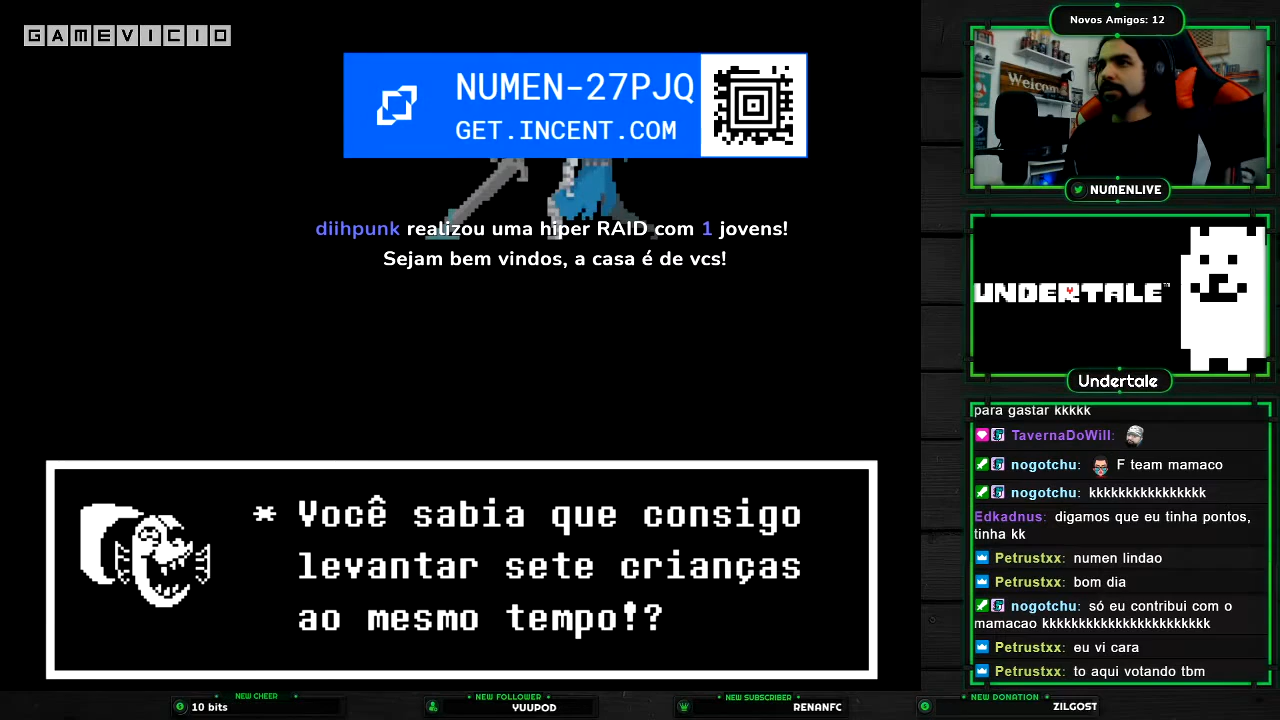 GAMEVICIO
NUMEN-27PJQ
GET.INCENT.COM
diihpunk realizou uma hiper RAID com 1 jovens!
Sejam bem vindos, a casa é de vcs!
* Você sabia que consigo
levantar sete crianças
ao mesmo tempo!?
Novos Amigos: 12
Welcome
NUMENLIVE
UNDERTALE™
Undertale
para gastar kkkkk
TavernaDoWill:
nogotchu: F team mamaco
nogotchu: kkkkkkkkkkkkkkkk
Edkadnus: digamos que eu tinha pontos,
tinha kk
Petrustxx: numen lindao
Petrustxx: bom dia
nogotchu: só eu contribui com o
mamacao kkkkkkkkkkkkkkkkkkkkkkk
Petrustxx: eu vi cara
Petrustxx: to aqui votando tbm
NEW CHEER
10 bits
NEW FOLLOWER
YUUPOD
NEW SUBSCRIBER
RENANFC
NEW DONATION
ZILGOST